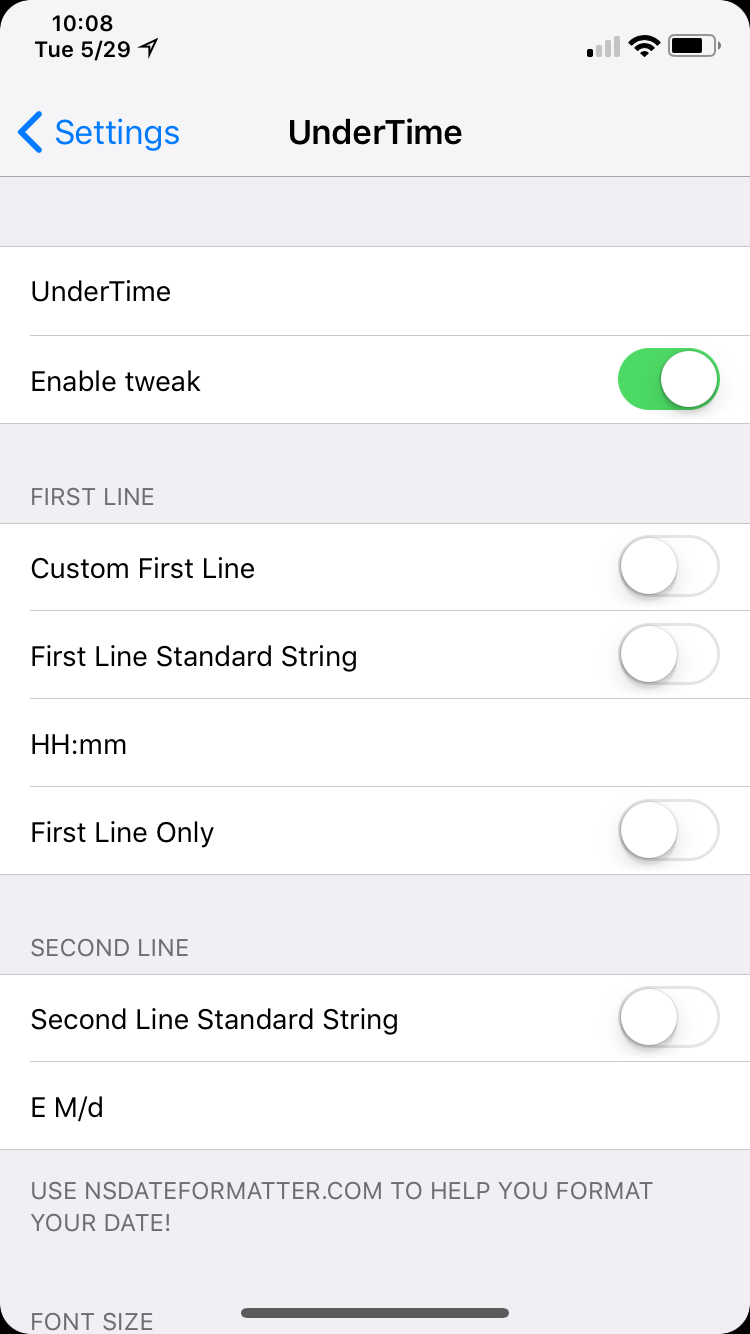 10:08
Tue 5/29
Settings
UnderTime
UnderTime
Enable tweak
FIRST LINE
Custom First Line
First Line Standard String
HH:mm
First Line Only
SECOND LINE
Second Line Standard String
E M/d
USE NSDATEFORMATTER.COM TO HELP YOU FORMAT
YOUR DATE!
FONT SIZE